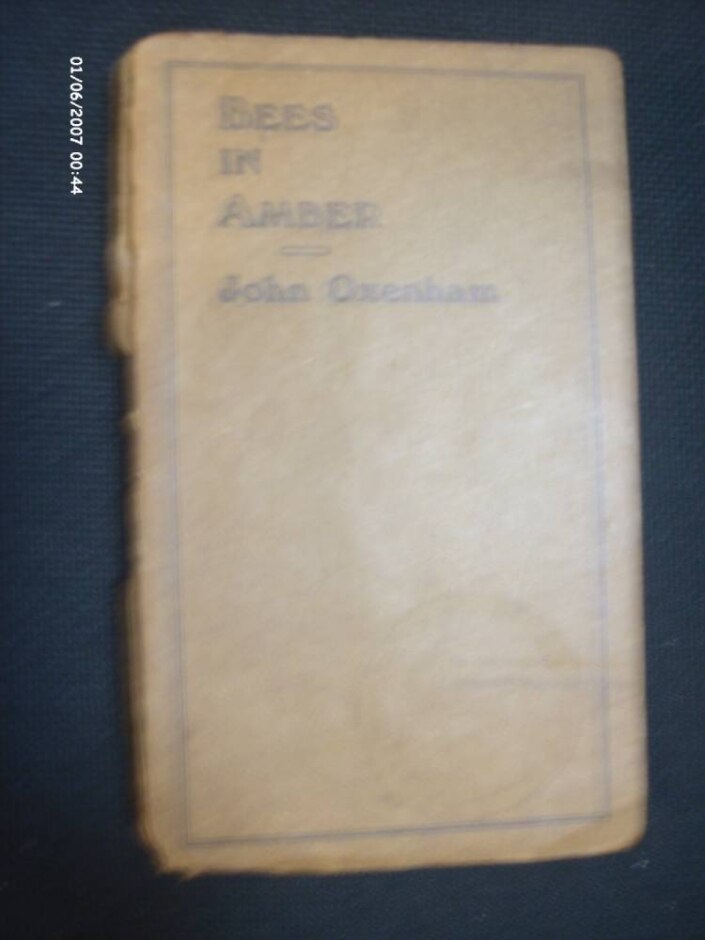 BEES
IN
AMBER
John Oxenham
01/06/2007 00:44